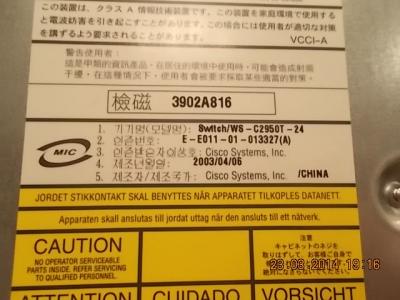 この装置は、クラス A 情報技術装置です。この装置を家庭環境で使用する
と電波妨害を引き起こすことがあります。この場合には使用者が適切な対策
を講ずるよう要求されることがあります。
VCCI-A
警告使用者：
這是甲類的資訊產品，在居住的環境中使用時，可能會造成射頻
干擾，在這種情況下，使用者會被要求採取某些適當的對策。
檢磁 3902A816
MIC
1. 기기명(모델명): Switch/WS-C2950T-24
2. 인증번호: E-E011-01-013327(A)
3. 인증받은자의상호: Cisco Systems, Inc.
4. 제조년월일: 2003/04/06
5. 제조자/제조국가: Cisco Systems, Inc. /CHINA
JORDET STIKKONTAKT SKAL BENYTTES NÅR APPARATET TILKOPLES DATANETT.
Apparaten skall anslutas till jordat uttag när den ansluts till ett nätverk.
CAUTION
NO OPERATOR SERVICEABLE
PARTS INSIDE. REFER SERVICING
TO QUALIFIED PERSONNEL.
注意
キャビネットのネジを
23-03-2014 19:16
ATTENTION
CUIDADO
VORSICHT